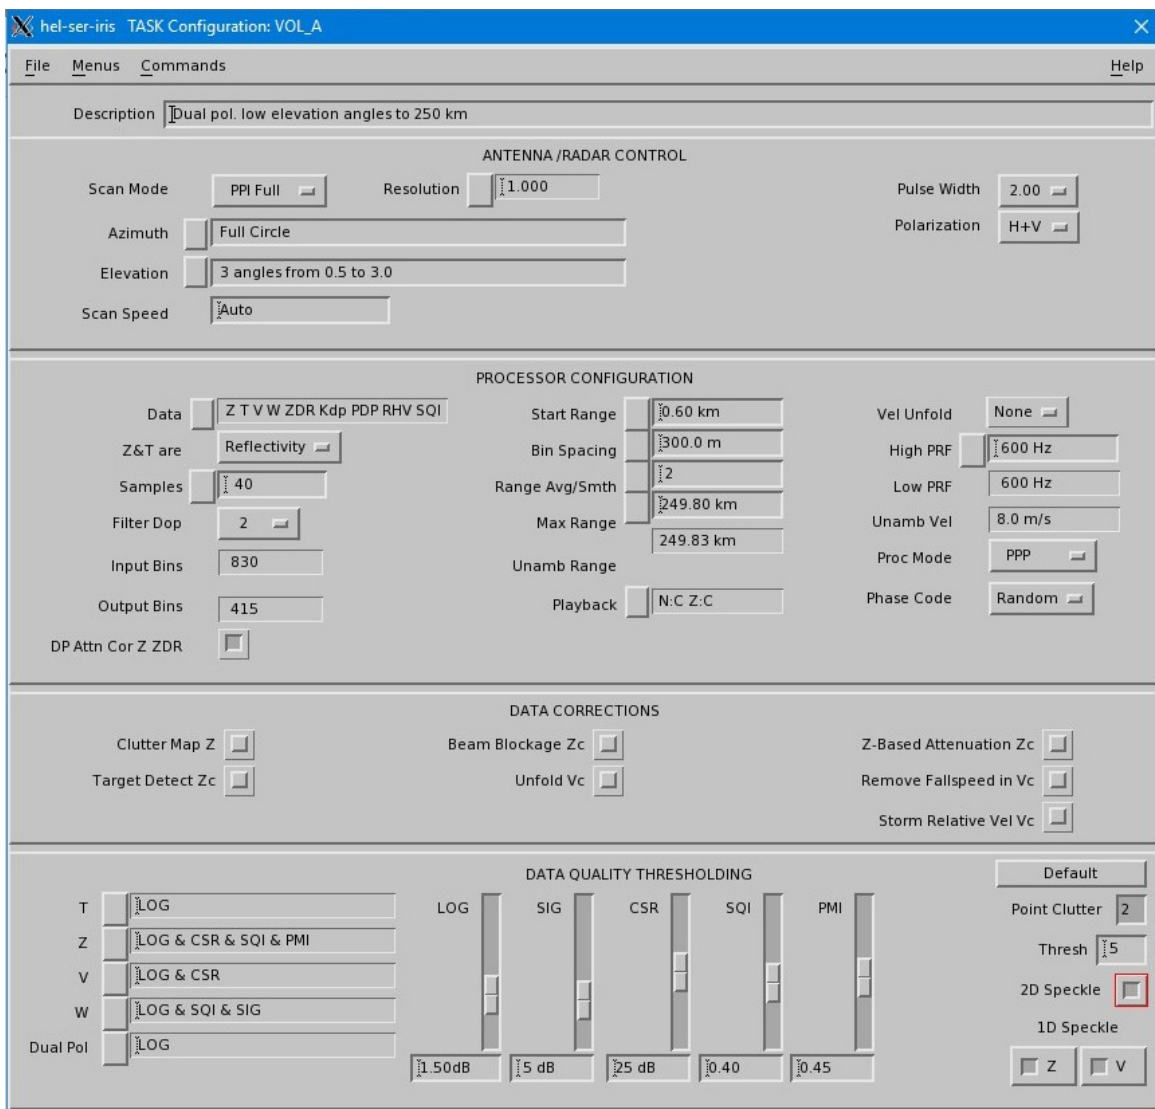 hel-ser-iris TASK Configuration: VOL_A
File Menus Commands Help
Description Dual pol. low elevation angles to 250 km
ANTENNA /RADAR CONTROL
Scan Mode PPI Full Resolution 1.000 Pulse Width 2.00
Azimuth Full Circle Polarization H+V
Elevation 3 angles from 0.5 to 3.0
Scan Speed Auto
PROCESSOR CONFIGURATION
Data Z T V W ZDR Kdp PDP RHV SQI Start Range 0.60 km Vel Unfold None
Z&T are Reflectivity Bin Spacing 300.0 m High PRF 600 Hz
Samples 40 Range Avg/Smth 2 Low PRF 600 Hz
Filter Dop 2 Max Range 249.80 km Unamb Vel 8.0 m/s
Input Bins 830 Unamb Range 249.83 km Proc Mode PPP
Output Bins 415 Playback N:C Z:C Phase Code Random
DP Attn Cor Z ZDR
DATA CORRECTIONS
Clutter Map Z Beam Blockage Zc Z-Based Attenuation Zc
Target Detect Zc Unfold Vc Remove Fallspeed in Vc
Storm Relative Vel Vc
DATA QUALITY THRESHOLDING Default
T LOG LOG SIG CSR SQI PMI Point Clutter 2
Z LOG & CSR & SQI & PMI Thresh 5
V LOG & CSR 2D Speckle
W LOG & SQI & SIG 1D Speckle
Dual Pol LOG
1.50dB 5 dB 25 dB 0.40 0.45 Z V